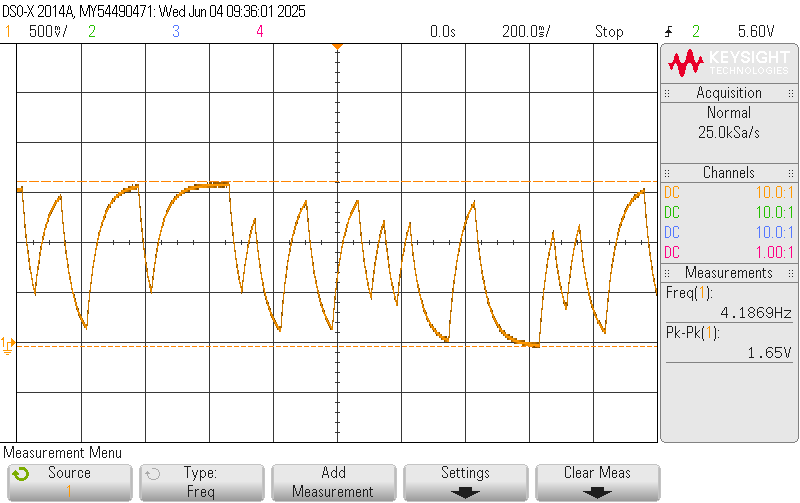 DSO-X 2014A, MY54490471: Wed Jun 04 09:36:01 2025
1 500mV/ 2 3 4 0.0s 200.0ms/ Stop 2 5.60V
KEYSIGHT
TECHNOLOGIES
Acquisition
Normal
25.0kSa/s
Channels
DC 10.0:1
DC 10.0:1
DC 10.0:1
DC 1.00:1
Measurements
Freq(1):
4.1869Hz
Pk-Pk(1):
1.65V
1
Measurement Menu
Source
1
Type:
Freq
Add
Measurement
Settings
Clear Meas